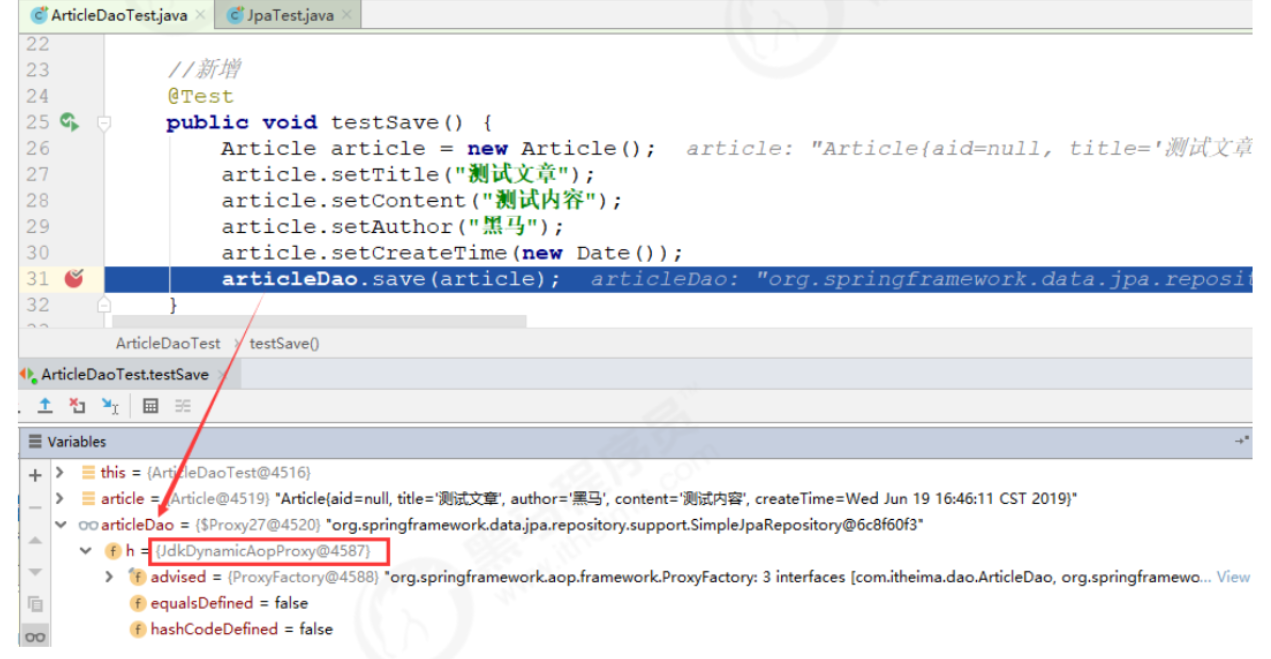 ArticleDaoTest.java × JpaTest.java ×
22
23 //新增
24 @Test
25 public void testSave() {
26 Article article = new Article(); article: "Article{aid=null, title='测试文章
27 article.setTitle("测试文章");
28 article.setContent("测试内容");
29 article.setAuthor("黑马");
30 article.setCreateTime(new Date());
31 articleDao.save(article); articleDao: "org.springframework.data.jpa.reposit
32 }
ArticleDaoTest › testSave()
ArticleDaoTest.testSave ×
Variables
this = {ArticleDaoTest@4516}
article = {Article@4519} "Article{aid=null, title='测试文章', author='黑马', content='测试内容', createTime=Wed Jun 19 16:46:11 CST 2019}"
articleDao = {$Proxy27@4520} "org.springframework.data.jpa.repository.support.SimpleJpaRepository@6c8f60f3"
h = {JdkDynamicAopProxy@4587}
advised = {ProxyFactory@4588} "org.springframework.aop.framework.ProxyFactory: 3 interfaces [com.itheima.dao.ArticleDao, org.springframewo... View
equalsDefined = false
hashCodeDefined = false
黑马程序员